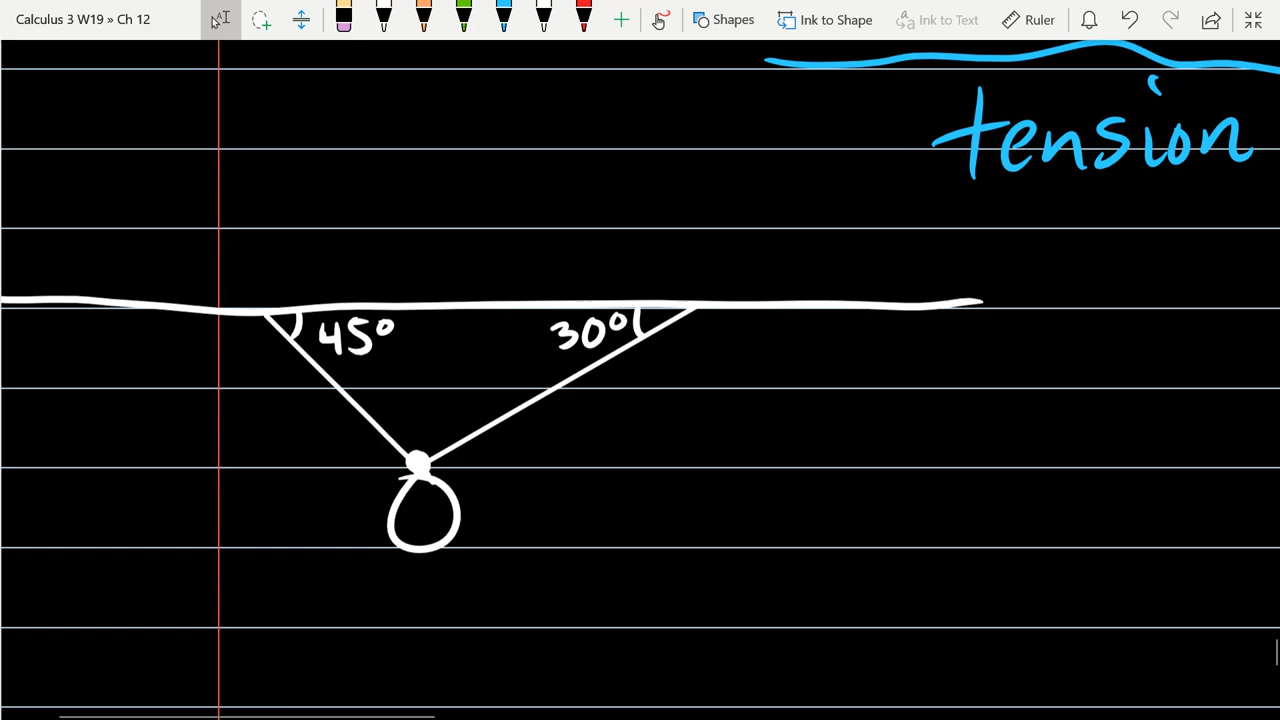 Calculus 3 W19 » Ch 12
Shapes Ink to Shape Ink to Text Ruler
tension
45° 30°